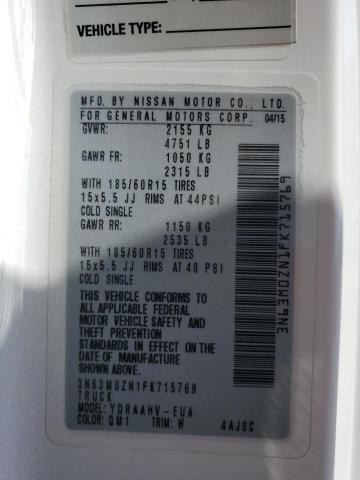 VEHICLE TYPE
MFD. BY NISSAN MOTOR CO., LTD.
FOR GENERAL MOTORS CORP. 04/15
GVWR: 2155 KG
4751 LB
GAWR FR: 1050 KG
2315 LB
WITH 185/60R15 TIRES
15x5.5 JJ RIMS AT 44PSI
COLD SINGLE
GAWR RR: 1150 KG
2535 LB
WITH 185/60R15 TIRES
15x5.5 JJ RIMS AT 48 PSI
COLD SINGLE
THIS VEHICLE CONFORMS TO
ALL APPLICABLE FEDERAL
MOTOR VEHICLE SAFETY AND
THEFT PREVENTION
STANDARDS IN EFFECT ON
THE DATE OF MANUFACTURE
SHOWN ABOVE.
3N63M0ZN1FK715769
TRUCK
MODEL: YDRAAHV-EUA
COLOR: QM1 TRIM: W 4AJ0C
3N63M0ZN1FK715769